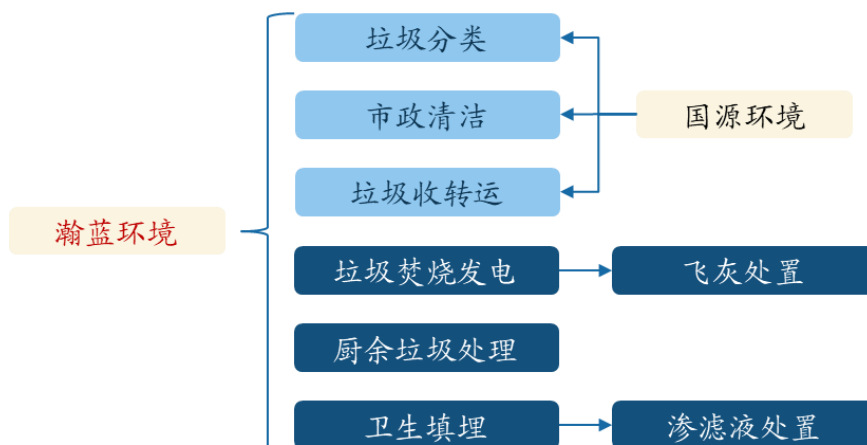 垃圾分类
市政清洁
国源环境
垃圾收转运
瀚蓝环境
垃圾焚烧发电
飞灰处置
厨余垃圾处理
卫生填埋
渗滤液处置